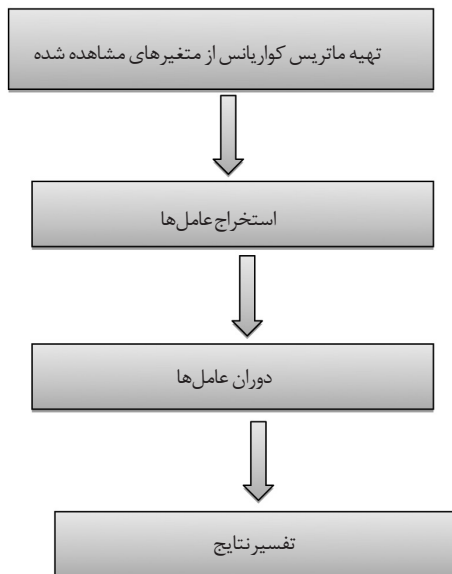 تهیه ماتریس کواریانس از متغیرهای مشاهده شده
استخراج عامل‌ها
دوران عامل‌ها
تفسیر نتایج